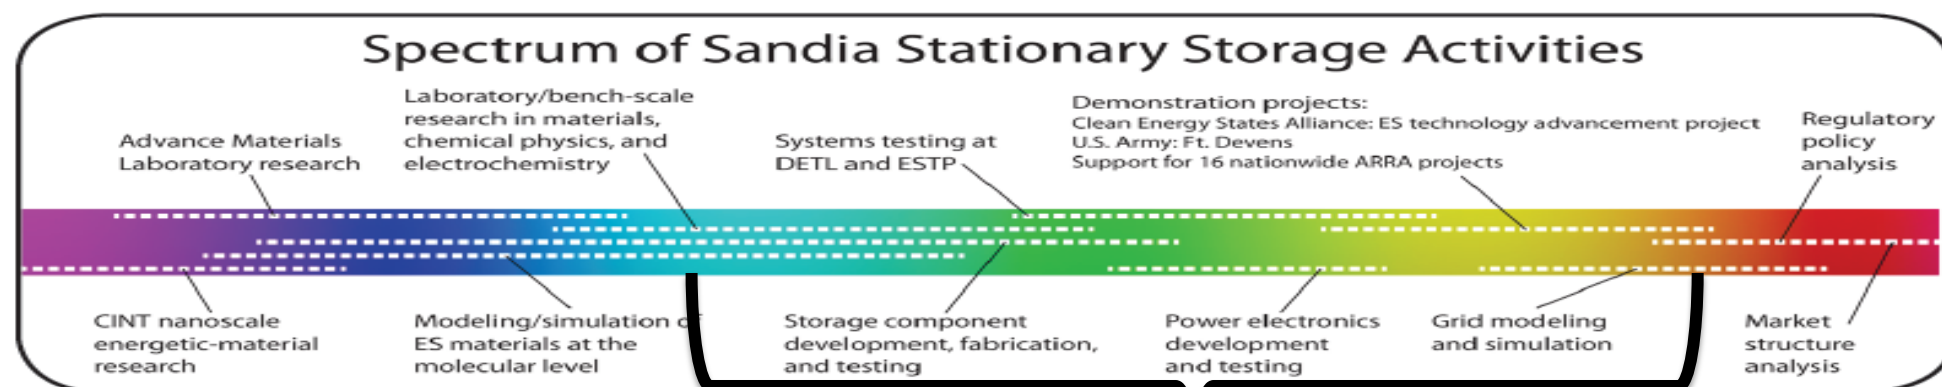 Spectrum of Sandia Stationary Storage Activities
Advance Materials
Laboratory research
Laboratory/bench-scale
research in materials,
chemical physics, and
electrochemistry
Systems testing at
DETL and ESTP
Demonstration projects:
Clean Energy States Alliance: ES technology advancement project
U.S. Army: Ft. Devens
Support for 16 nationwide ARRA projects
Regulatory
policy
analysis
CINT nanoscale
energetic-material
research
Modeling/simulation of
ES materials at the
molecular level
Storage component
development, fabrication,
and testing
Power electronics
development
and testing
Grid modeling
and simulation
Market
structure
analysis